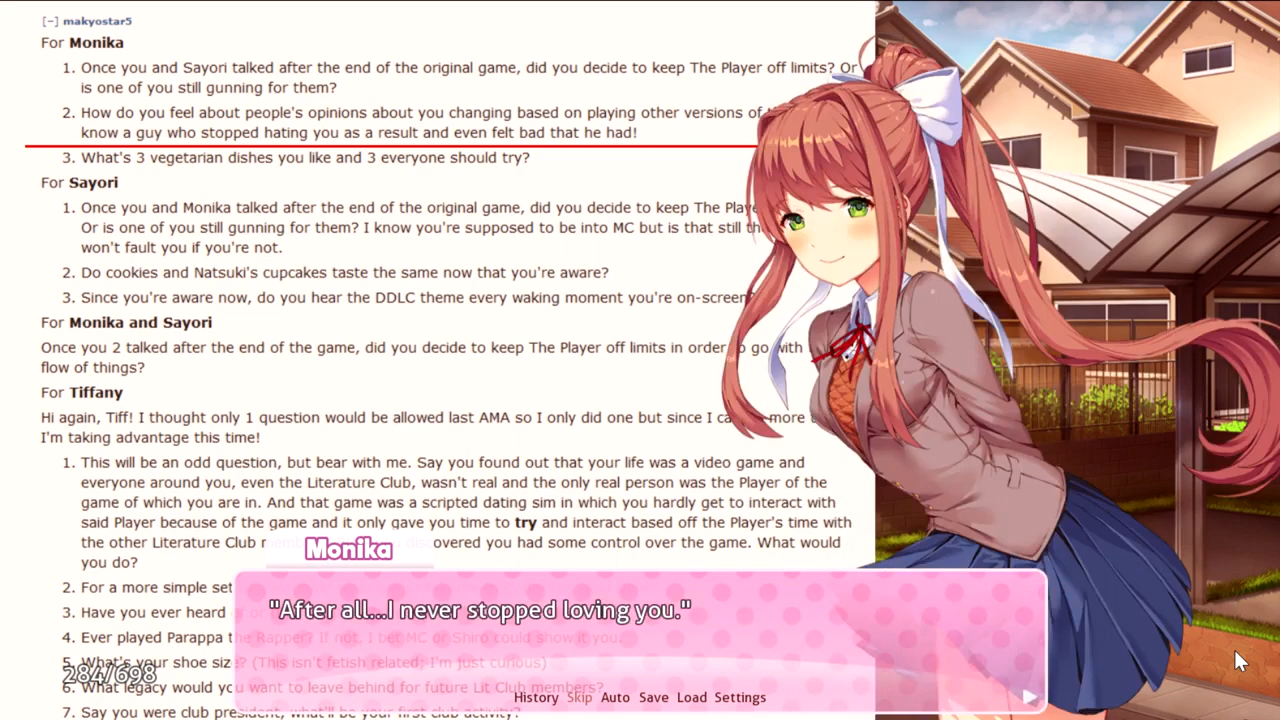 [–] makyostar5
For Monika
1. Once you and Sayori talked after the end of the original game, did you decide to keep The Player off limits? Or
is one of you still gunning for them?
2. How do you feel about people's opinions about you changing based on playing other versions of
know a guy who stopped hating you as a result and even felt bad that he had!
3. What's 3 vegetarian dishes you like and 3 everyone should try?
For Sayori
1. Once you and Monika talked after the end of the original game, did you decide to keep The
Or is one of you still gunning for them? I know you're supposed to be into MC but is that still
won't fault you if you're not.
2. Do cookies and Natsuki's cupcakes taste the same now that you're aware?
3. Since you're aware now, do you hear the DDLC theme every waking moment you're on-screen?
For Monika and Sayori
Once you 2 talked after the end of the game, did you decide to keep The Player off limits in order to go with
flow of things?
For Tiffany
Hi again, Tiff! I thought only 1 question would be allowed last AMA so I only did one but since I more
I'm taking advantage this time!
1. This will be an odd question, but bear with me. Say you found out that your life was a video game and
everyone around you, even the Literature Club, wasn't real and the only real person was the Player of the
game of which you are in. And that game was a scripted dating sim in which you hardly get to interact with
said Player because of the game and it only gave you time to try and interact based off the Player's time with
the other Literature Club discovered you had some control over the game. What would
you do?
Monika
2. For a more simple set
3. Have you ever heard
"After all...I never stopped loving you."
4. Ever played Parappa the Rapper? If not, I bet MC or Shiro could show it you.
5. What's your shoe size? (This isn't fetish related; I'm just curious)
284/698
6. What legacy would you want to leave behind for future Lit Club members?
History Skip Auto Save Load Settings
7. Say you were club president, what'll be your first club activity?